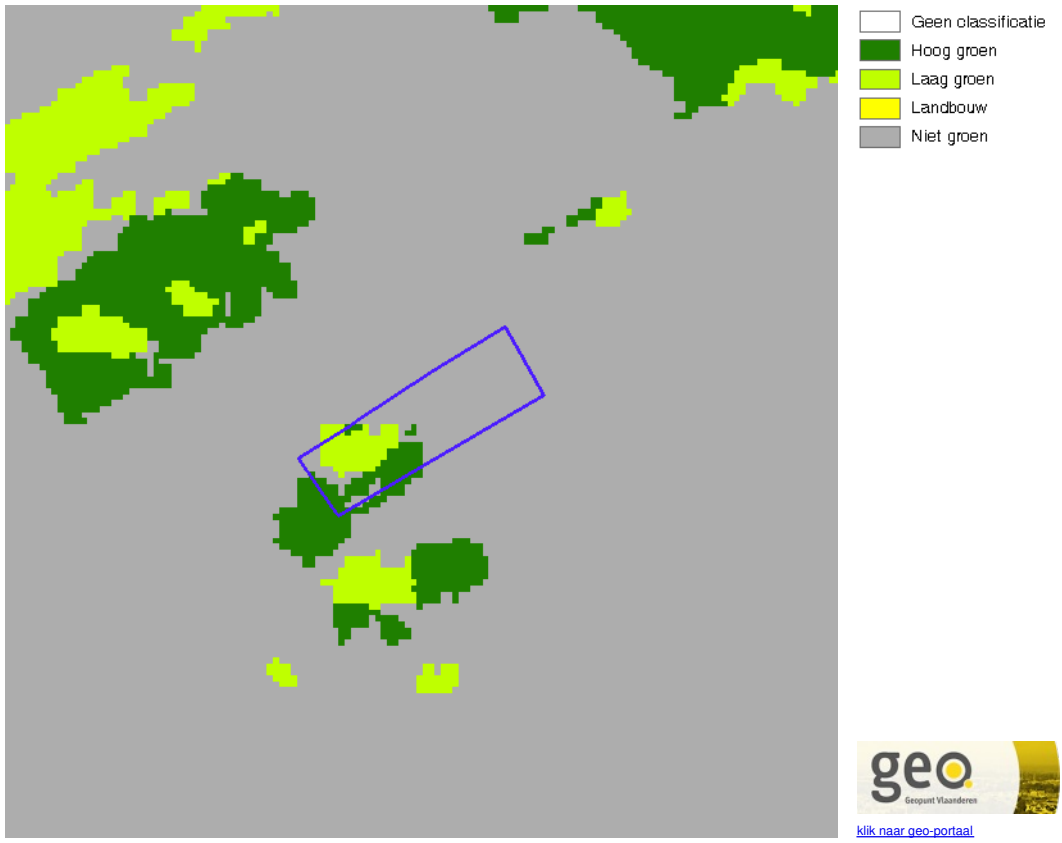 Geen classificatie
Hoog groen
Laag groen
Landbouw
Niet groen
geo
Geopunt Vlaanderen
klik naar geo-portaal